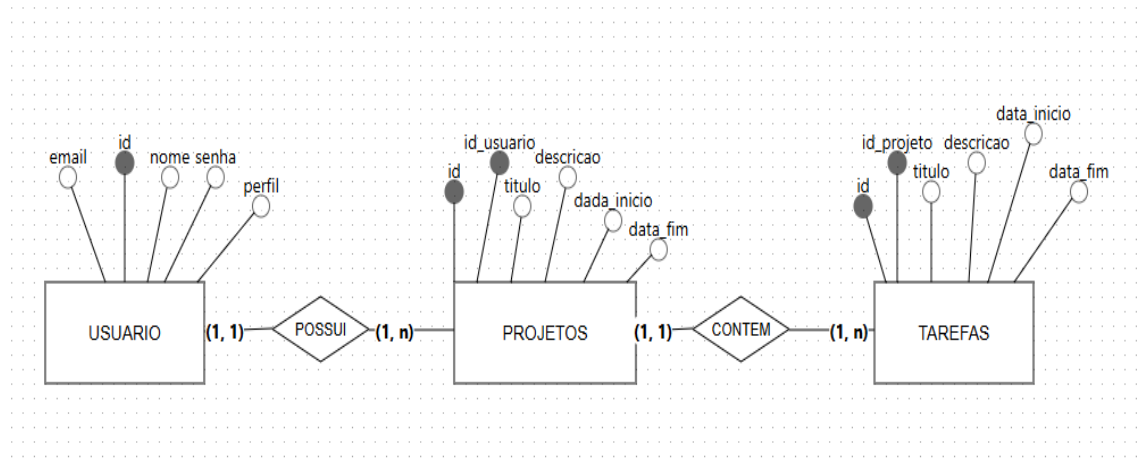 email
id
nome
senha
perfil
USUARIO
(1, 1)
POSSUI
(1, n)
id
id_usuario
titulo
descricao
dada_inicio
data_fim
PROJETOS
(1, 1)
CONTEM
(1, n)
id
id_projeto
titulo
descricao
data_inicio
data_fim
TAREFAS